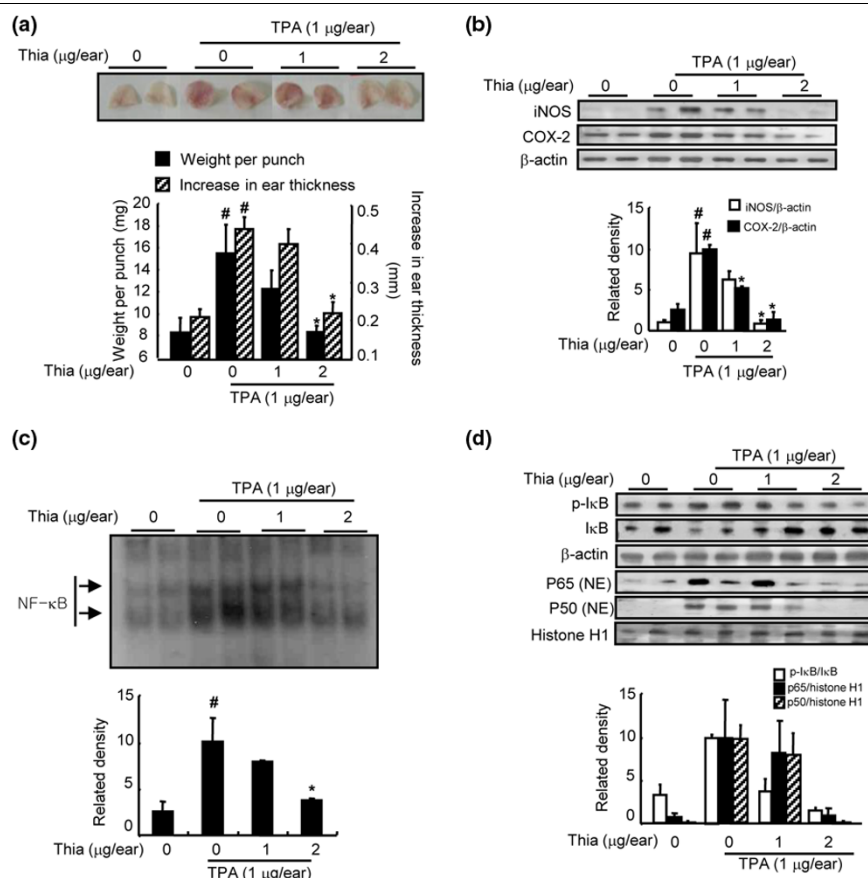 (a)
TPA (1 μg/ear)
Thia (μg/ear) 0 0 1 2
Weight per punch
Increase in ear thickness
Weight per punch (mg)
20
18
16
14
12
10
8
6
# #
* *
0.5
0.4
0.3
0.2
0.1
Increase in ear thickness
(mm)
Thia (μg/ear) 0 0 1 2
TPA (1 μg/ear)
(b)
TPA (1 μg/ear)
Thia (μg/ear) 0 0 1 2
iNOS
COX-2
β-actin
iNOS/β-actin
COX-2/β-actin
Related density
15
10
5
0
#
#
*
* *
Thia (μg/ear) 0 0 1 2
TPA (1 μg/ear)
(c)
TPA (1 μg/ear)
Thia (μg/ear) 0 0 1 2
NF-κB
Related density
15
10
5
0
#
*
Thia (μg/ear) 0 0 1 2
TPA (1 μg/ear)
(d)
TPA (1 μg/ear)
Thia (μg/ear) 0 0 1 2
p-IκB
IκB
β-actin
P65 (NE)
P50 (NE)
Histone H1
p-IκB/IκB
p65/histone H1
p50/histone H1
Related density
15
10
5
0
Thia (μg/ear) 0 0 1 2
TPA (1 μg/ear)